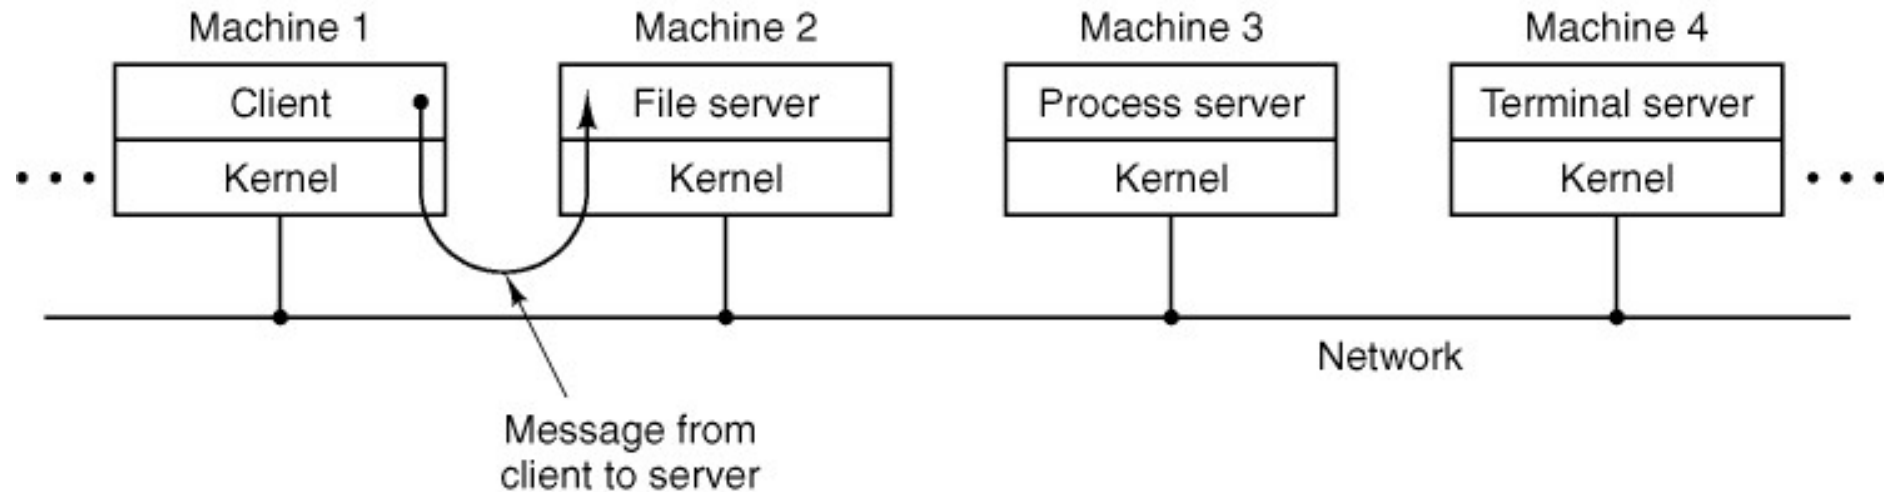 Machine 1
Machine 2
Machine 3
Machine 4
Client
File server
Process server
Terminal server
Kernel
Kernel
Kernel
Kernel
Network
Message from
client to server